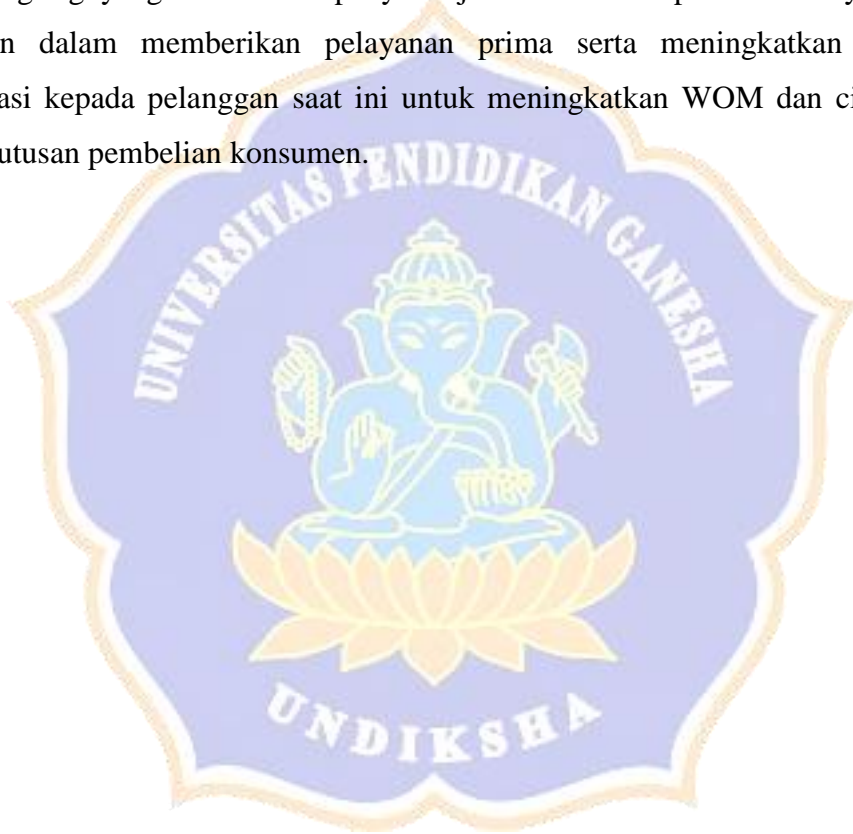 n dalam memberikan pelayanan prima serta meningkatkan
asi kepada pelanggan saat ini untuk meningkatkan WOM dan ci
utusan pembelian konsumen.
UNIVERSITAS PENDIDIKAN GANESHA
UNDIKSHA